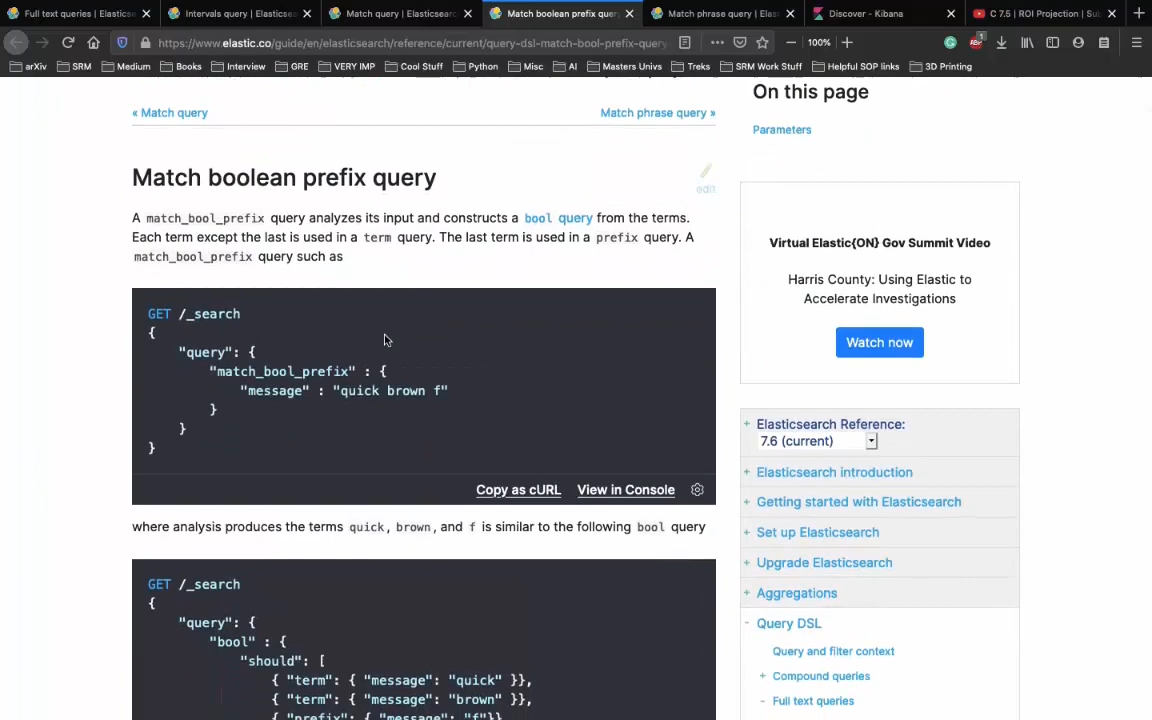 Full text queries | Elasticse
Intervals query | Elasticsea
Match query | Elasticsearc
Match boolean prefix query
Match phrase query | Elas
Discover - Kibana
C 7.5 | ROI Projection | Su
https://www.elastic.co/guide/en/elasticsearch/reference/current/query-dsl-match-bool-prefix-query
100%
1
arXiv
SRM
Medium
Books
Interview
GRE
VERY IMP
Cool Stuff
Python
Misc
AI
Masters Univs
Treks
SRM Work Stuff
Helpful SOP links
3D Printing
On this page
« Match query
Match phrase query »
Parameters
Match boolean prefix query
edit
A match_bool_prefix query analyzes its input and constructs a bool query from the terms.
Each term except the last is used in a term query. The last term is used in a prefix query. A
match_bool_prefix query such as
GET /_search
{
"query": {
"match_bool_prefix" : {
"message" : "quick brown f"
}
}
}
Copy as cURL
View in Console
where analysis produces the terms quick, brown, and f is similar to the following bool query
GET /_search
{
"query": {
"bool" : {
"should": [
{ "term": { "message": "quick" }},
{ "term": { "message": "brown" }},
{ "prefix": { "message": "f"}}
Virtual Elastic{ON} Gov Summit Video
Harris County: Using Elastic to
Accelerate Investigations
Watch now
Elasticsearch Reference:
7.6 (current)
+ Elasticsearch introduction
+ Getting started with Elasticsearch
+ Set up Elasticsearch
+ Upgrade Elasticsearch
+ Aggregations
- Query DSL
Query and filter context
+ Compound queries
- Full text queries